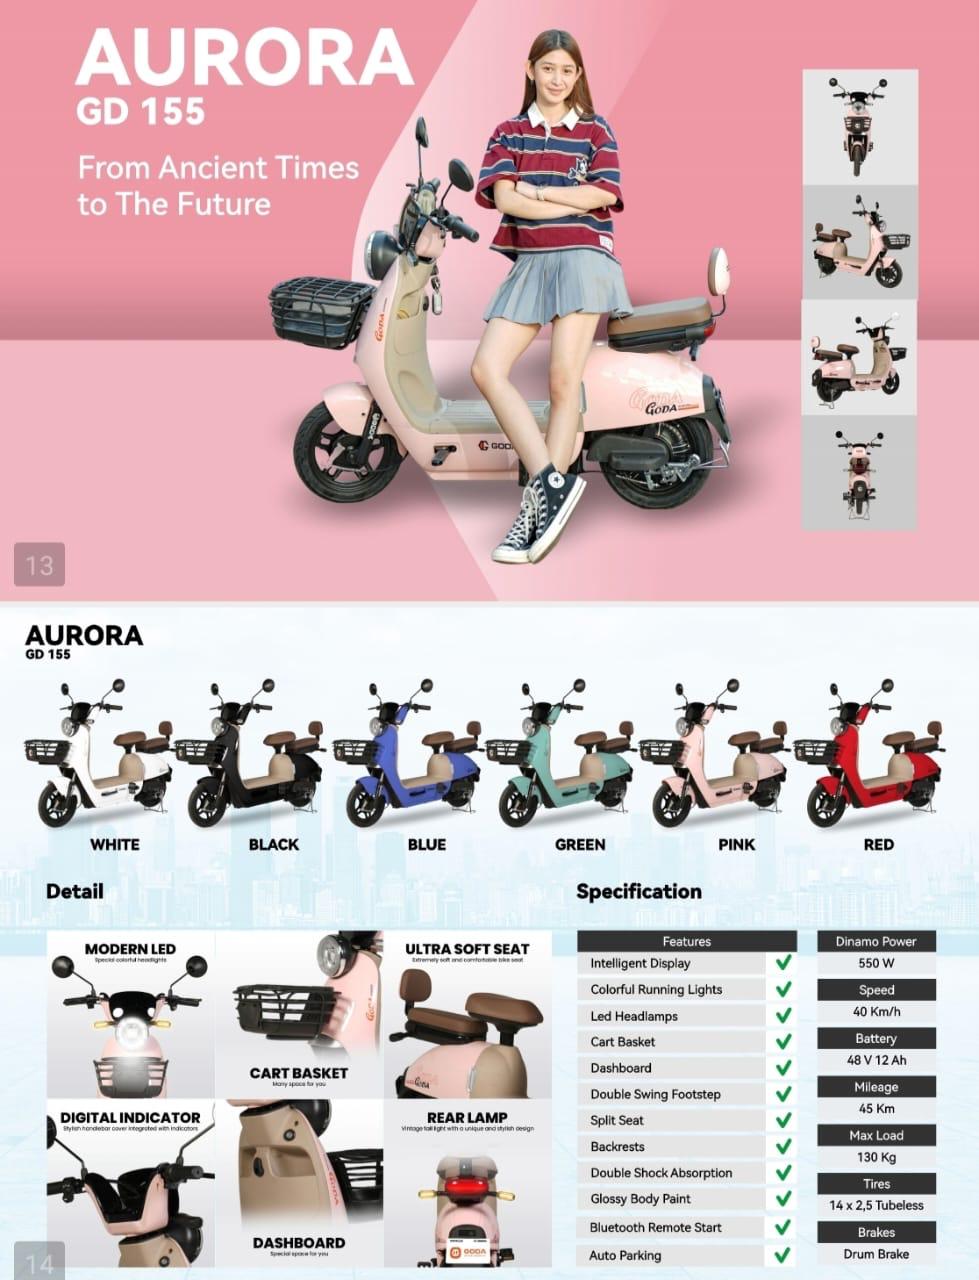 AURORA
GD 155
From Ancient Times
to The Future
GODA
GODA
GODA
GODA
13
AURORA
GD 155
WHITE
BLACK
BLUE
GREEN
PINK
RED
Detail
Specification
MODERN LED
Special colorful headlights
CART BASKET
Many space for you
ULTRA SOFT SEAT
Extremely soft and comfortable bike seat
GODA
DIGITAL INDICATOR
Stylish handlebar cover integrated with indicators
DASHBOARD
Special space for you
REAR LAMP
Vintage tail light with a unique and stylish design
GODA
Features
Intelligent Display
Colorful Running Lights
Led Headlamps
Cart Basket
Dashboard
Double Swing Footstep
Split Seat
Backrests
Double Shock Absorption
Glossy Body Paint
Bluetooth Remote Start
Auto Parking
Dinamo Power
550 W
Speed
40 Km/h
Battery
48 V 12 Ah
Mileage
45 Km
Max Load
130 Kg
Tires
14 x 2,5 Tubeless
Brakes
Drum Brake
14